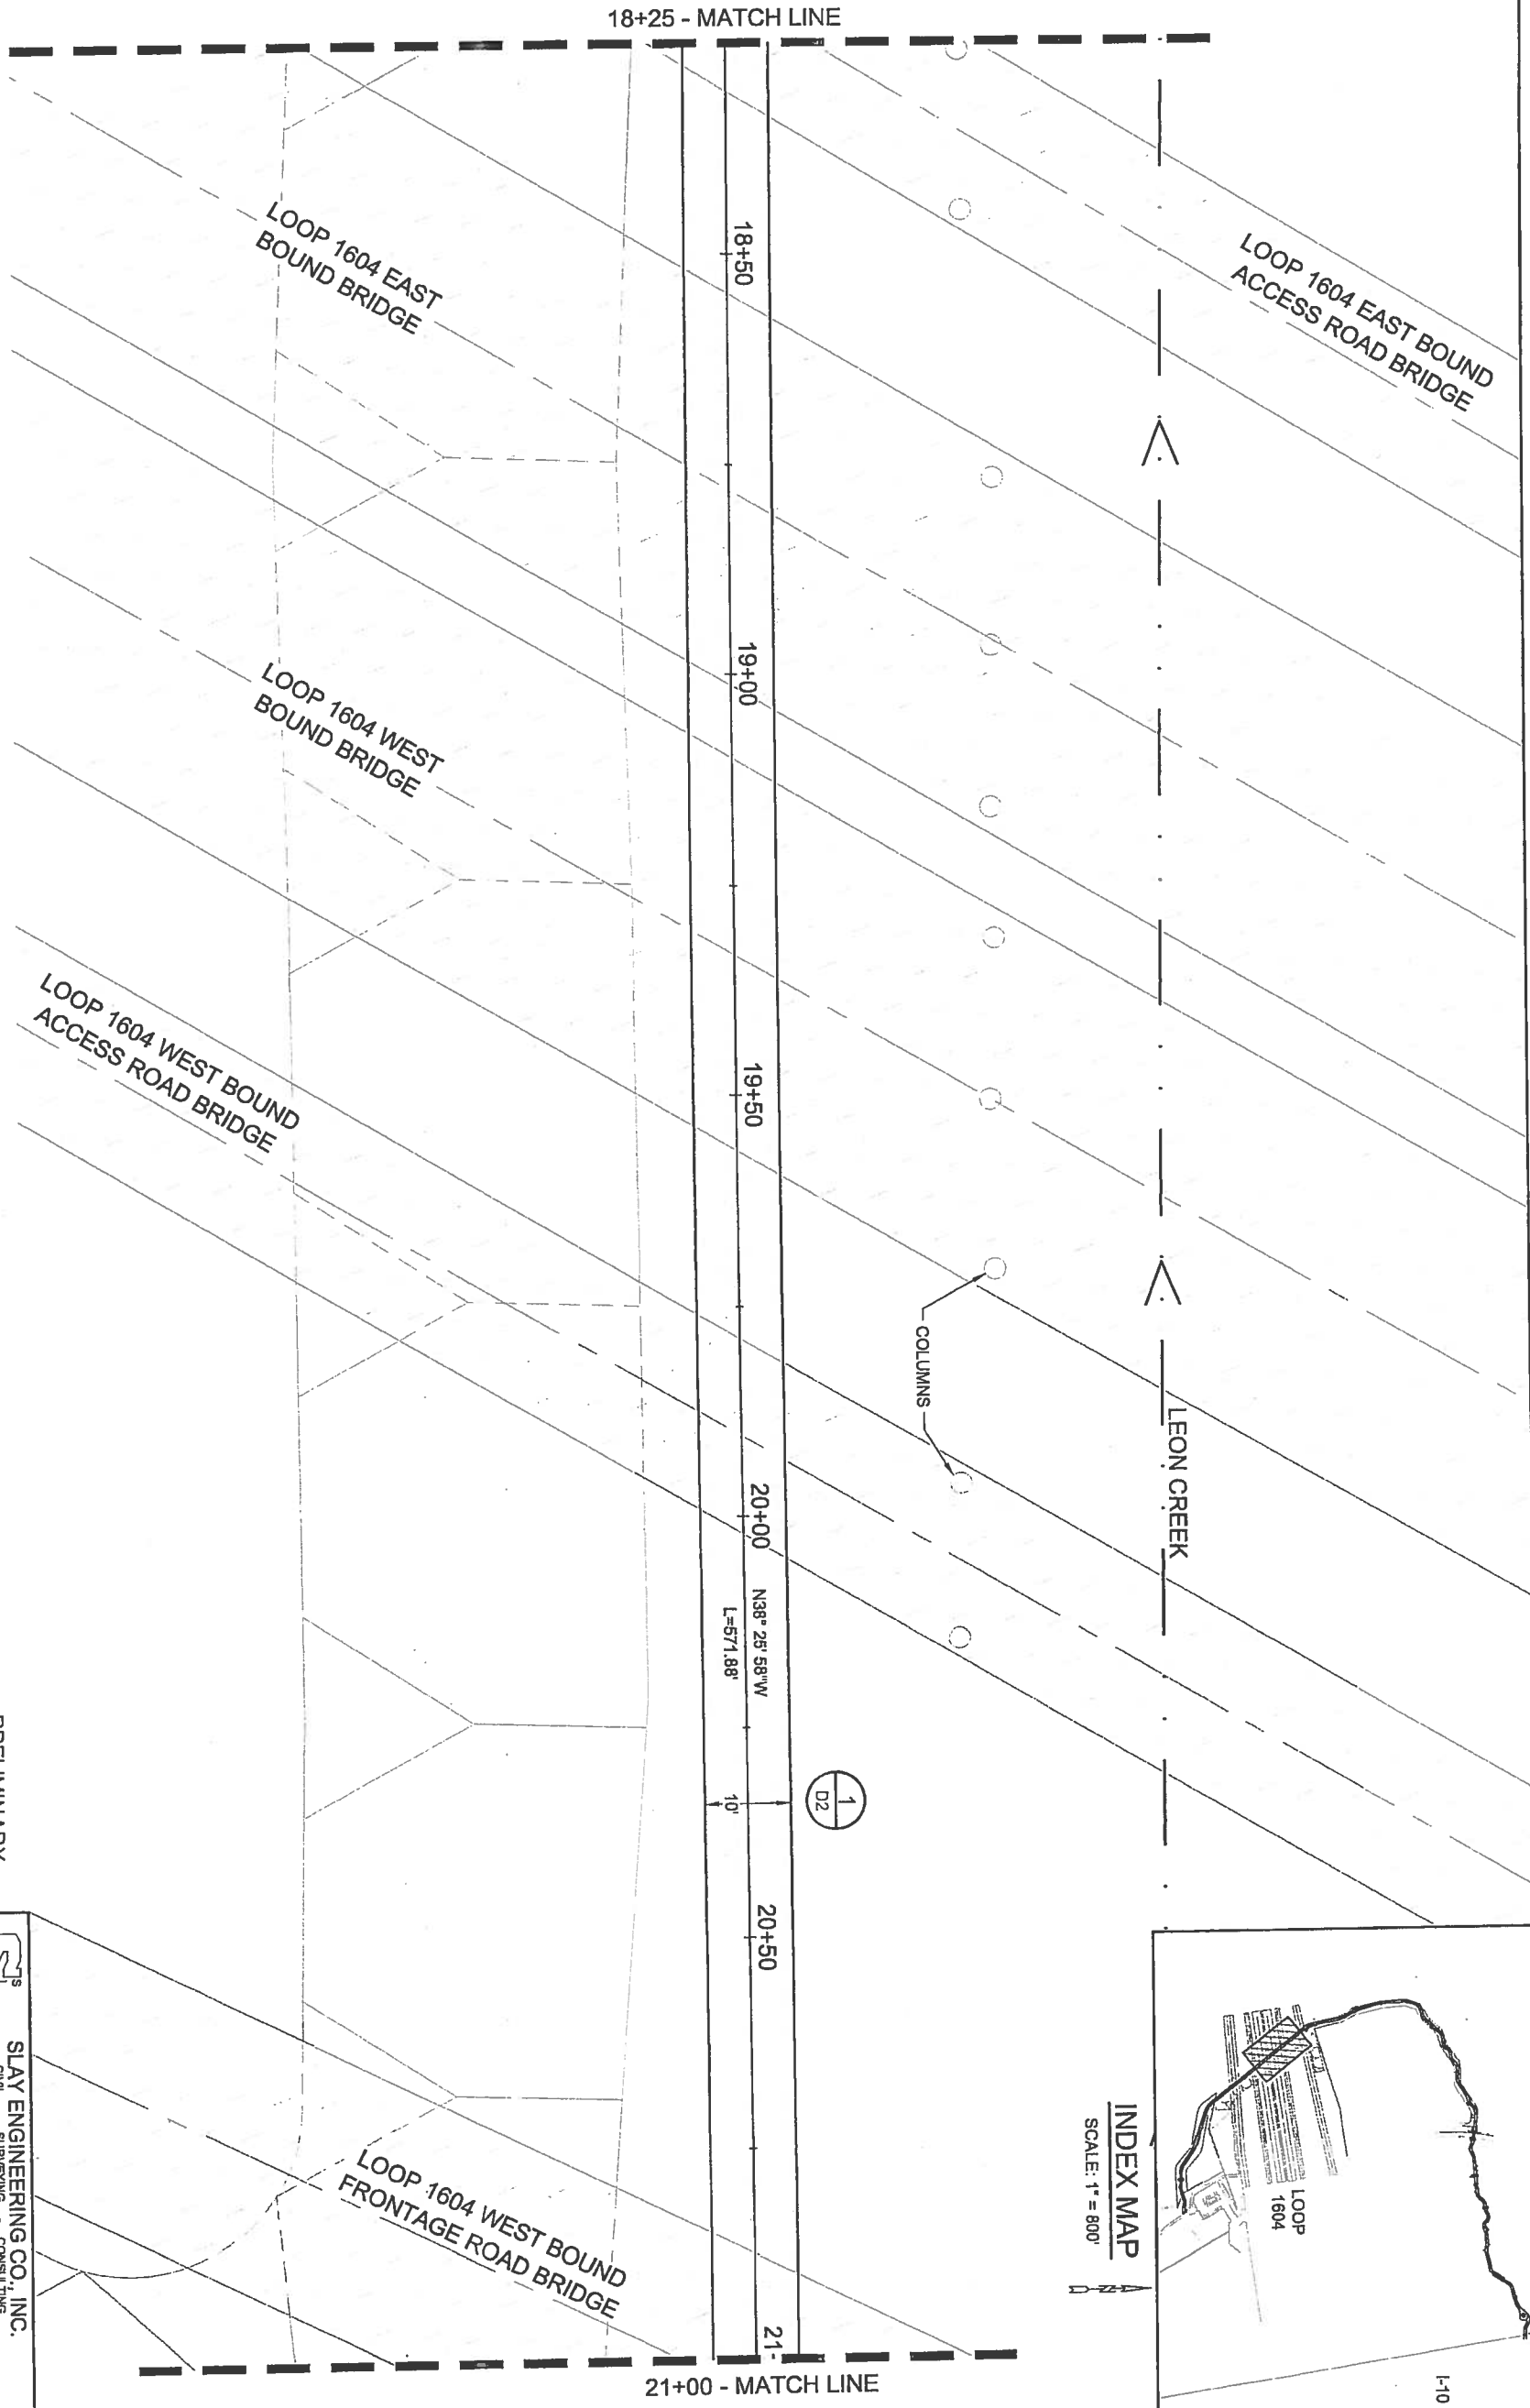 18+25 - MATCH LINE
LOOP 1604 EAST BOUND
ACCESS ROAD BRIDGE
LOOP 1604 EAST
BOUND BRIDGE
18+50
19+00
LOOP 1604 WEST
BOUND BRIDGE
19+50
LOOP 1604 WEST BOUND
ACCESS ROAD BRIDGE
COLUMNS
LEON CREEK
20+00
N38° 25' 58"W
L=571.88'
1
D2
10'
20+50
LOOP 1604 WEST BOUND
FRONTAGE ROAD BRIDGE
21-
21+00 - MATCH LINE
LOOP
1604
I-10
INDEX MAP
SCALE: 1" = 800'
N
PRELIMINARY
SLAY ENGINEERING CO., INC.